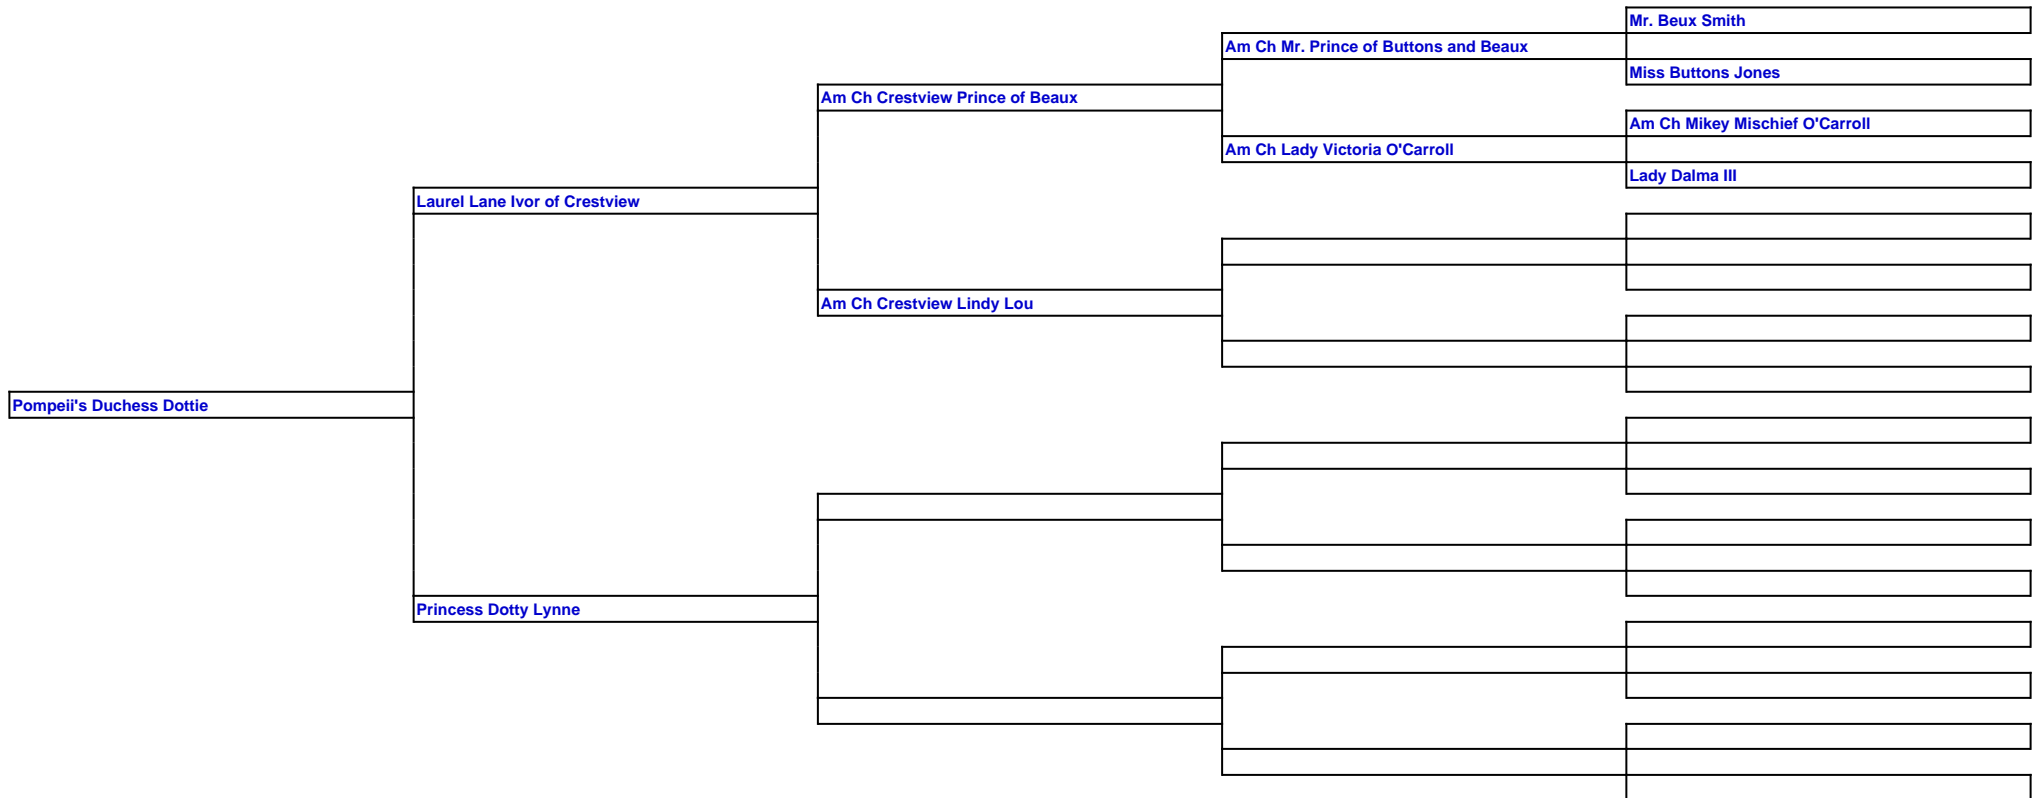 Mr. Beux Smith
Am Ch Mr. Prince of Buttons and Beaux
Miss Buttons Jones
Am Ch Crestview Prince of Beaux
Am Ch Mikey Mischief O'Carroll
Am Ch Lady Victoria O'Carroll
Lady Dalma III
Laurel Lane Ivor of Crestview
Am Ch Crestview Lindy Lou
Pompeii's Duchess Dottie
Princess Dotty Lynne